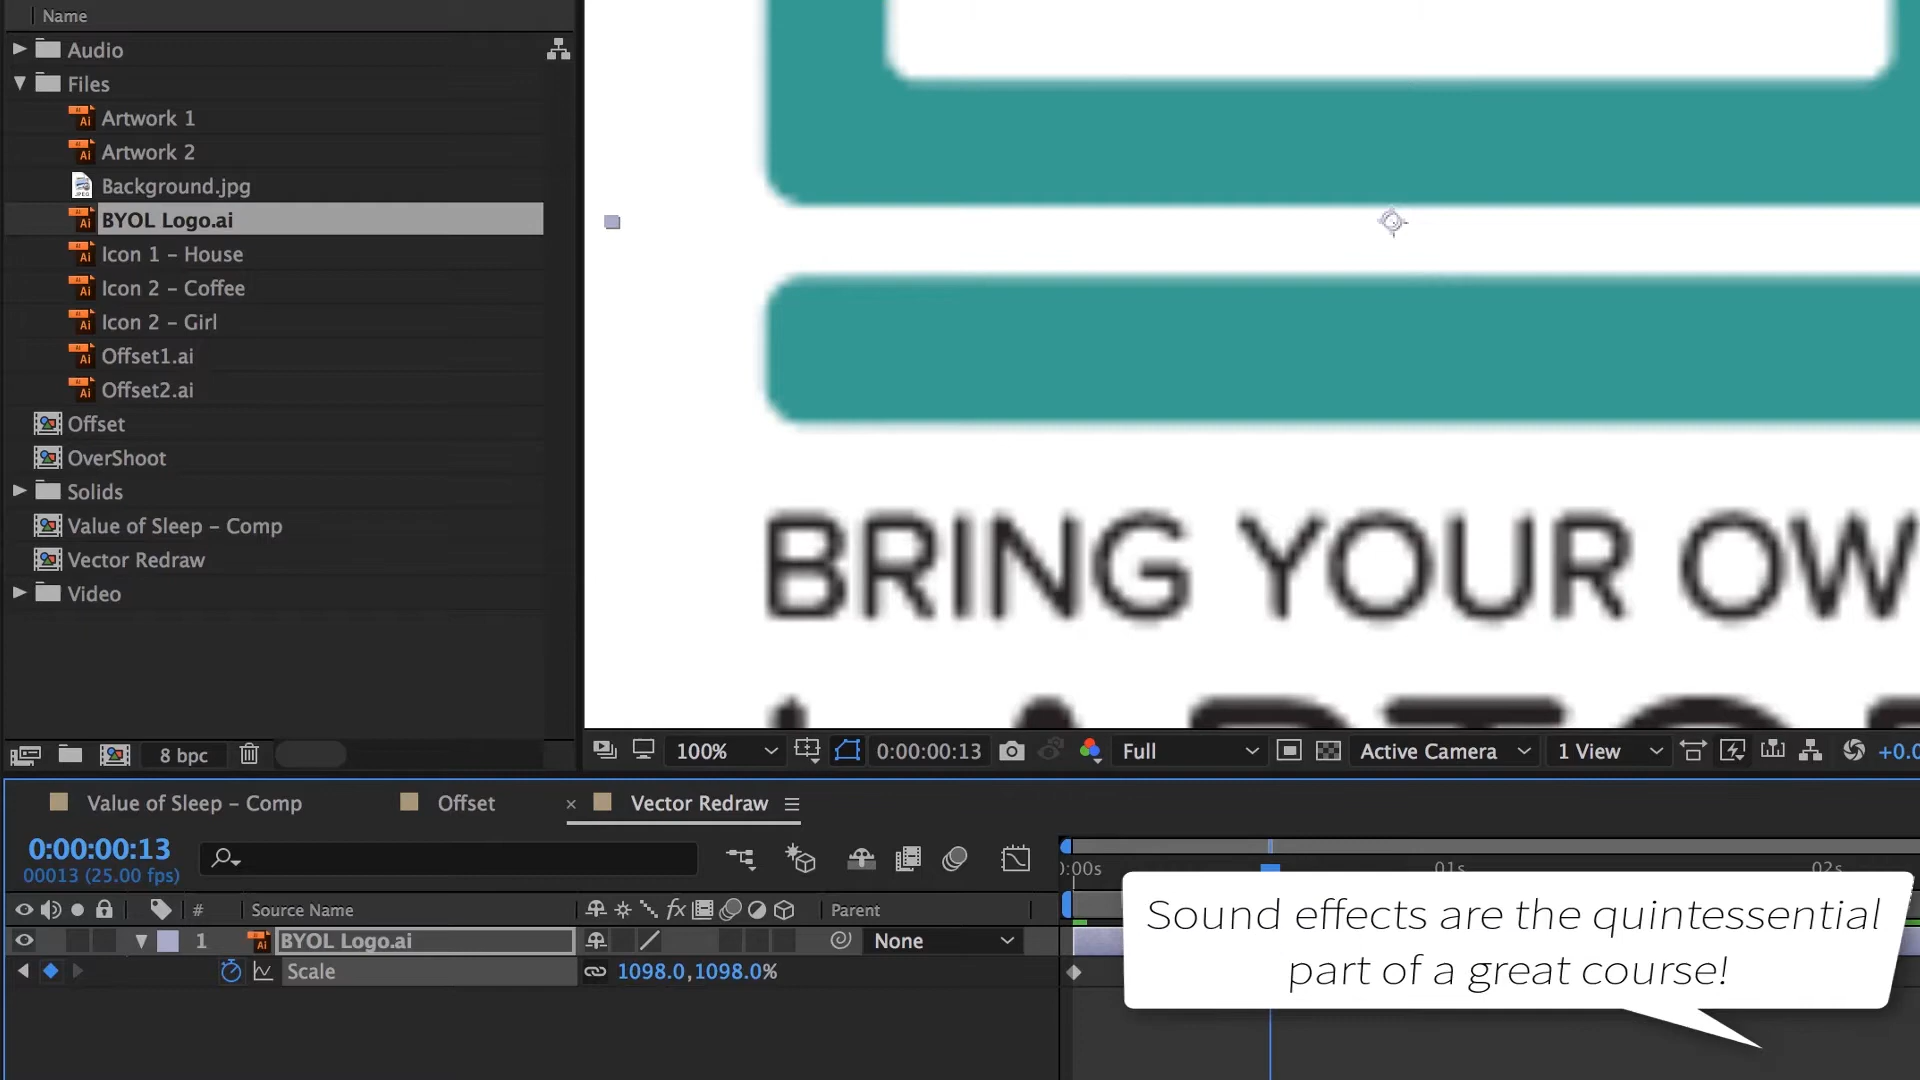 Name
Audio
Files
Artwork 1
Artwork 2
Background.jpg
BYOL Logo.ai
Icon 1 – House
Icon 2 – Coffee
Icon 2 – Girl
Offset1.ai
Offset2.ai
Offset
OverShoot
Solids
Value of Sleep – Comp
Vector Redraw
Video
8 bpc
BRING YOUR OW
100%
0:00:00:13
Full
Active Camera
1 View
+0.0
Value of Sleep – Comp
Offset
Vector Redraw
0:00:00:13
00013 (25.00 fps)
0:00s
01s
02s
# Source Name
fx
Parent
1 BYOL Logo.ai
None
Scale
1098.0,1098.0%
Sound effects are the quintessential
part of a great course!